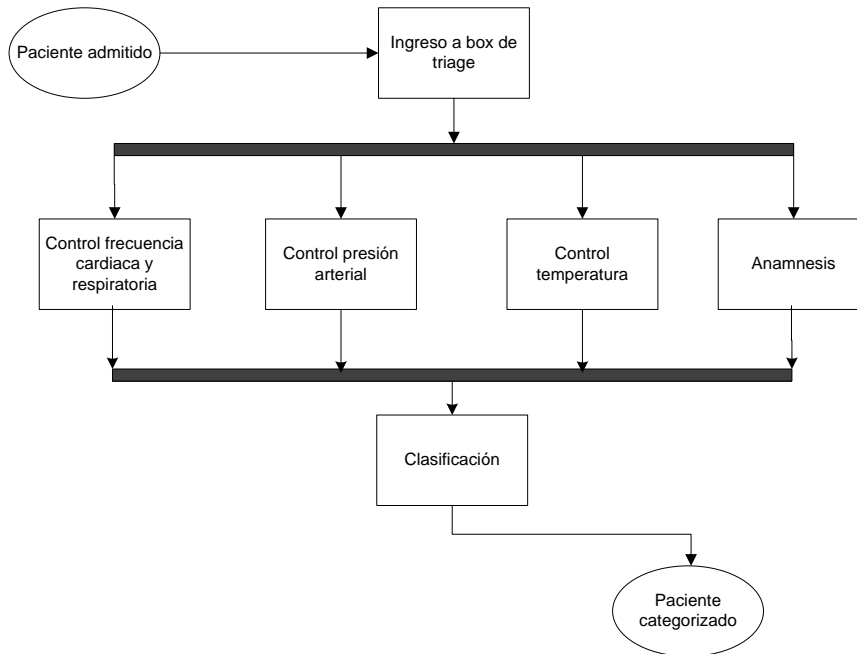 Paciente admitido
Ingreso a box de
triage
Control frecuencia
cardiaca y
respiratoria
Control presión
arterial
Control
temperatura
Anamnesis
Clasificación
Paciente
categorizado